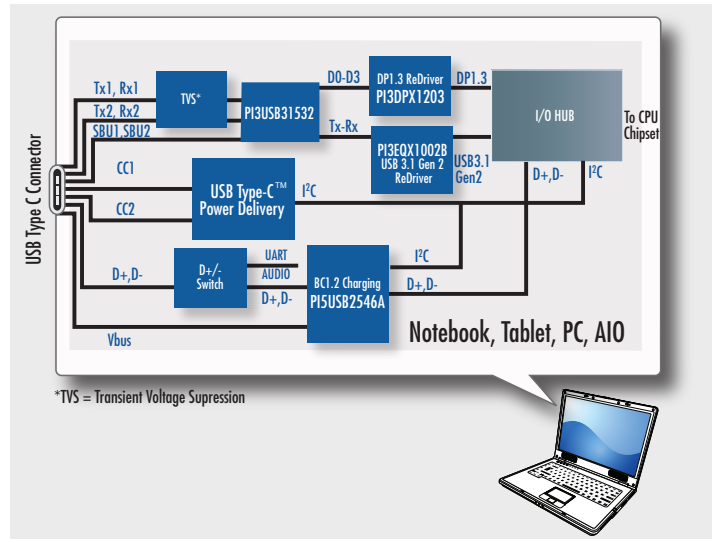 D0-D3
DP1.3 ReDriver
PI3DPX1203
DP1.3
Tx1, Rx1
TVS*
Tx2, Rx2
PI3USB31532
I/O HUB
To CPU
Chipset
SBU1,SBU2
Tx-Rx
PI3EQX1002B
USB 3.1 Gen 2
ReDriver
USB3.1
Gen2
CC1
D+,D-
I²C
USB Type C Connector
USB Type-C™
Power Delivery
I²C
CC2
UART
I²C
D+,D-
D+/-
Switch
AUDIO
D+,D-
BC1.2 Charging
PI5USB2546A
D+,D-
Vbus
Notebook, Tablet, PC, AIO
*TVS = Transient Voltage Supression